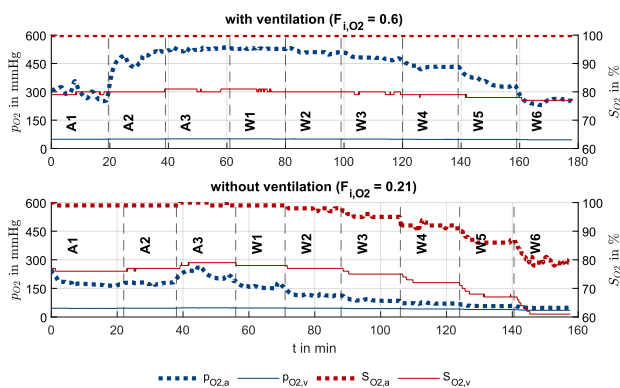 with ventilation (F_i,O2 = 0.6)
600 100
450 90
300 80
150 70
0 60
p_O2 in mmHg
S_O2 in %
A1 A2 A3 W1 W2 W3 W4 W5 W6
0 20 40 60 80 100 120 140 160 180
without ventilation (F_i,O2 = 0.21)
600 100
450 90
300 80
150 70
0 60
p_O2 in mmHg
S_O2 in %
A1 A2 A3 W1 W2 W3 W4 W5 W6
0 20 40 60 80 100 120 140 160
t in min
p_O2,a p_O2,v S_O2,a S_O2,v